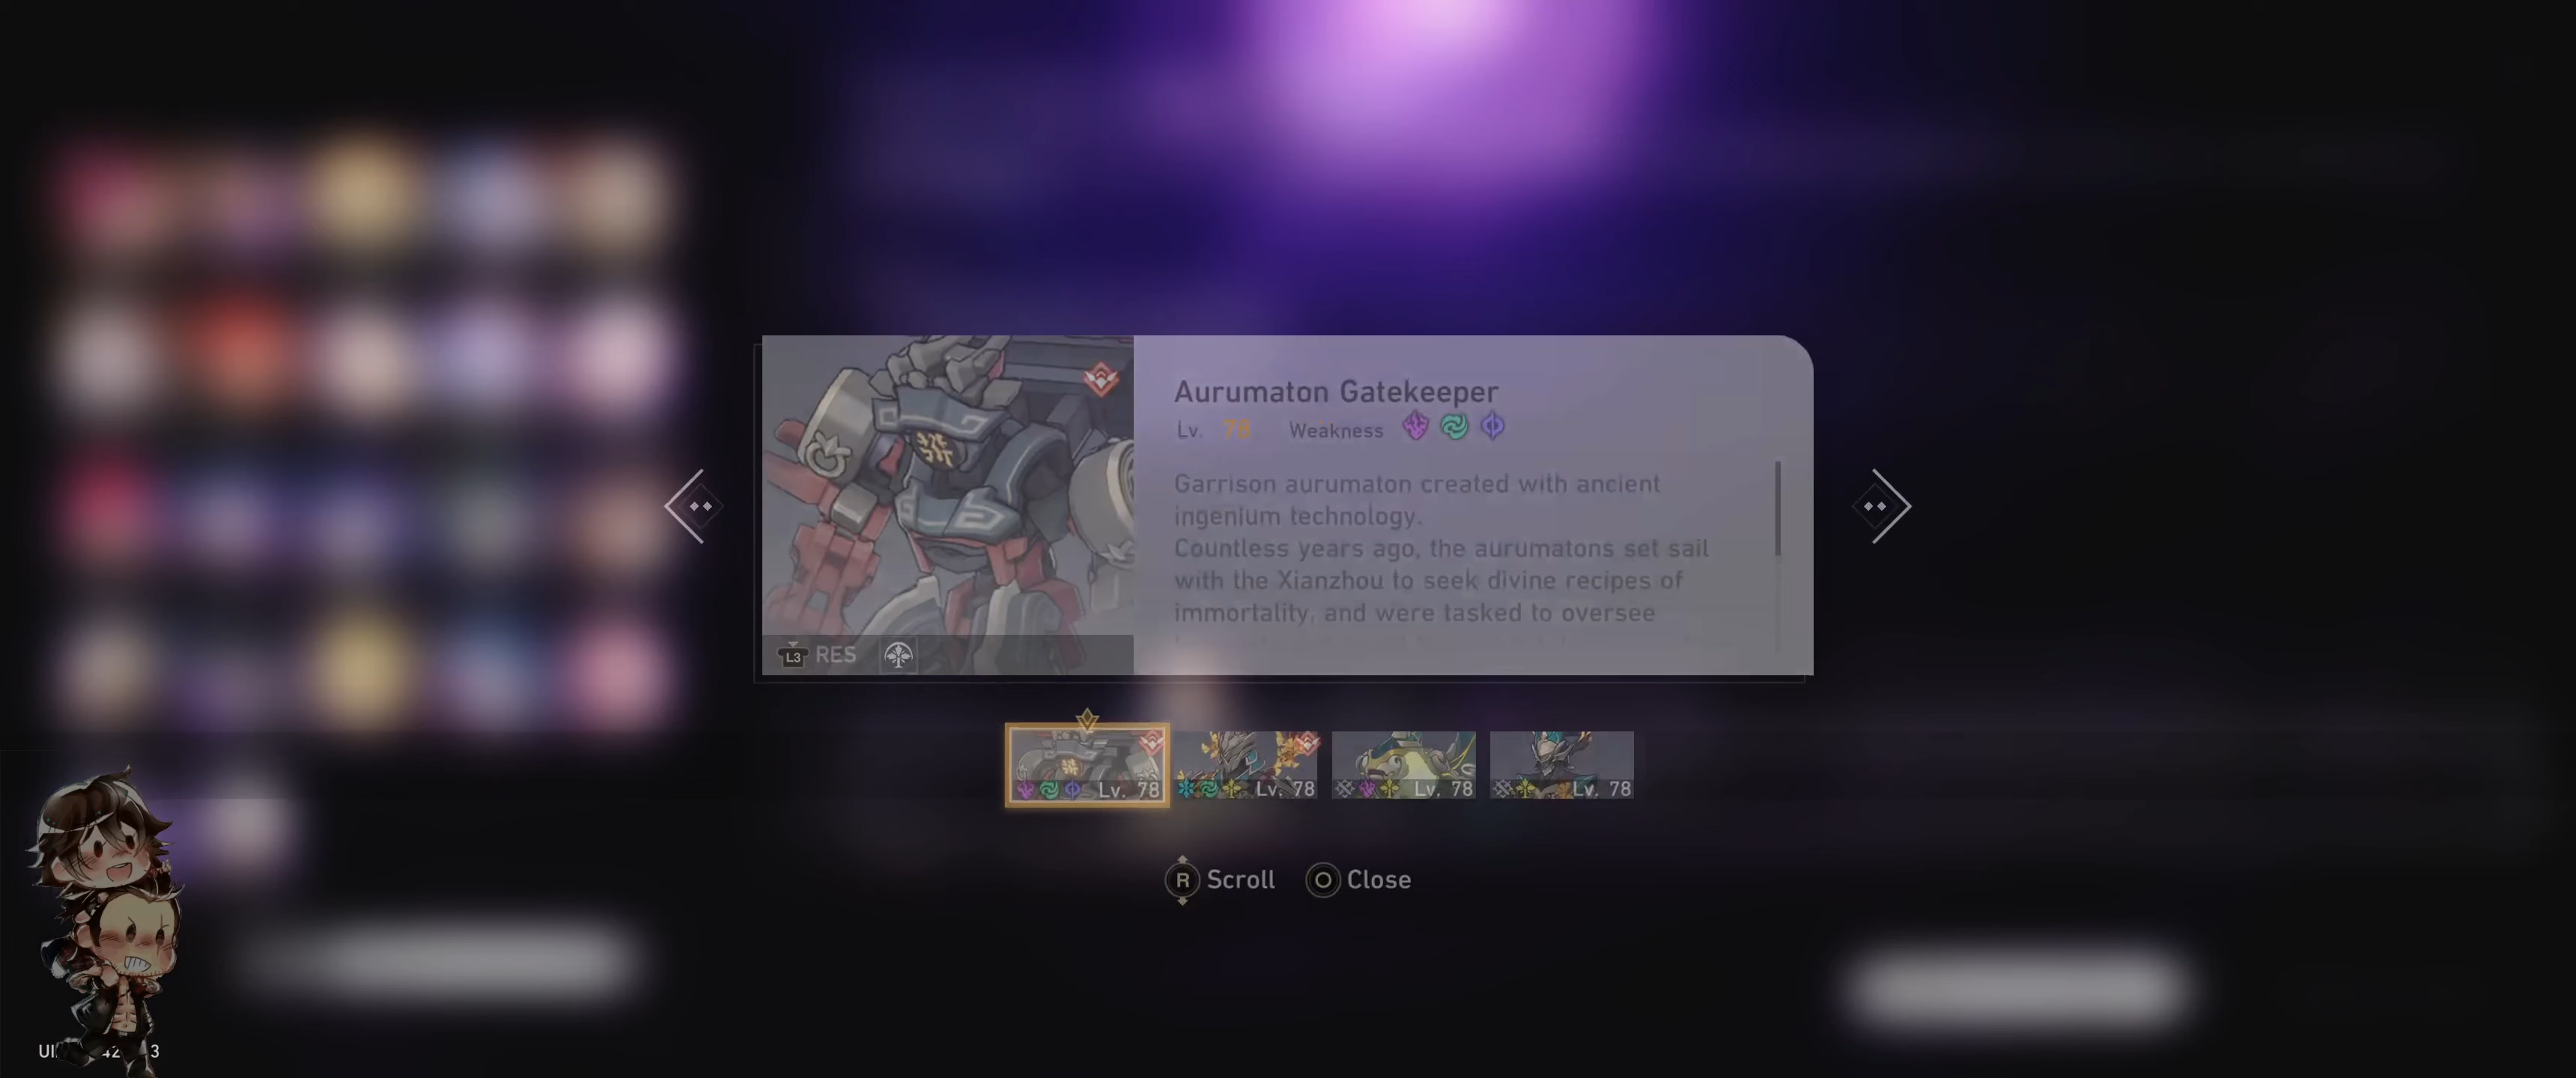 Aurumaton Gatekeeper
Lv. 78 Weakness
Garrison aurumaton created with ancient
ingenium technology.
Countless years ago, the aurumatons set sail
with the Xianzhou to seek divine recipes of
immortality, and were tasked to oversee
L3 RES
Lv. 78
Lv. 78
Lv. 78
Lv. 78
R Scroll Close